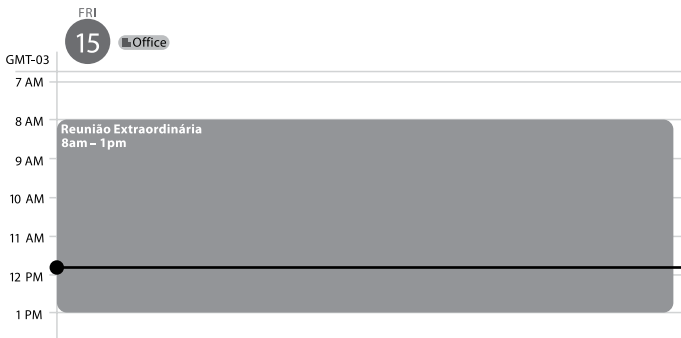 FRI
15
Office
GMT-03
7 AM
8 AM
Reunião Extraordinária
8am – 1pm
9 AM
10 AM
11 AM
12 PM
1 PM